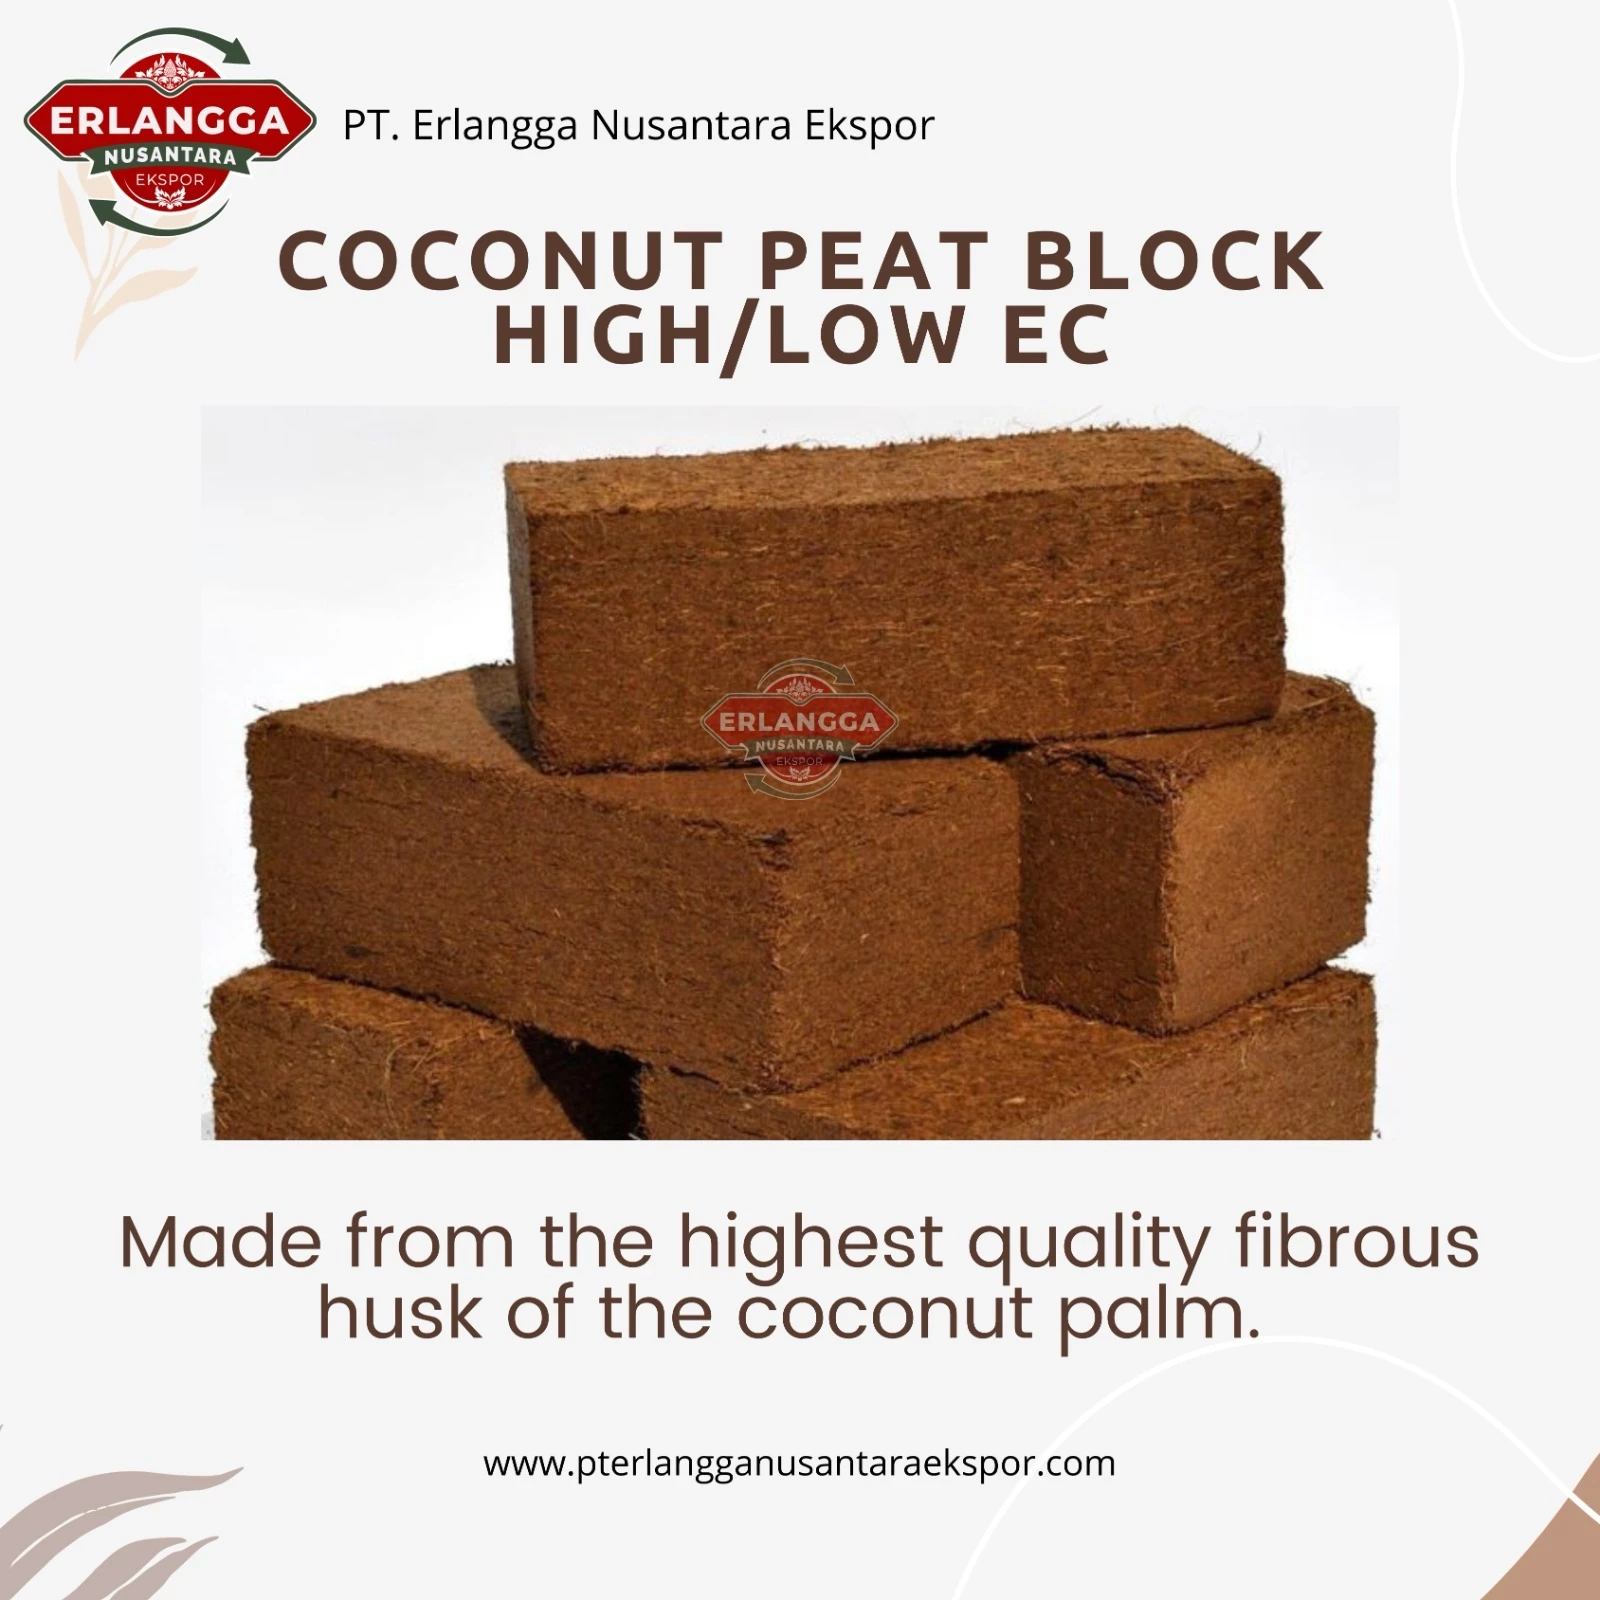 ERLANGGA
NUSANTARA
EKSPOR
PT. Erlangga Nusantara Ekspor
COCONUT PEAT BLOCK
HIGH/LOW EC
ERLANGGA
NUSANTARA
EKSPOR
Made from the highest quality fibrous
husk of the coconut palm.
www.pterlangganusantaraekspor.com